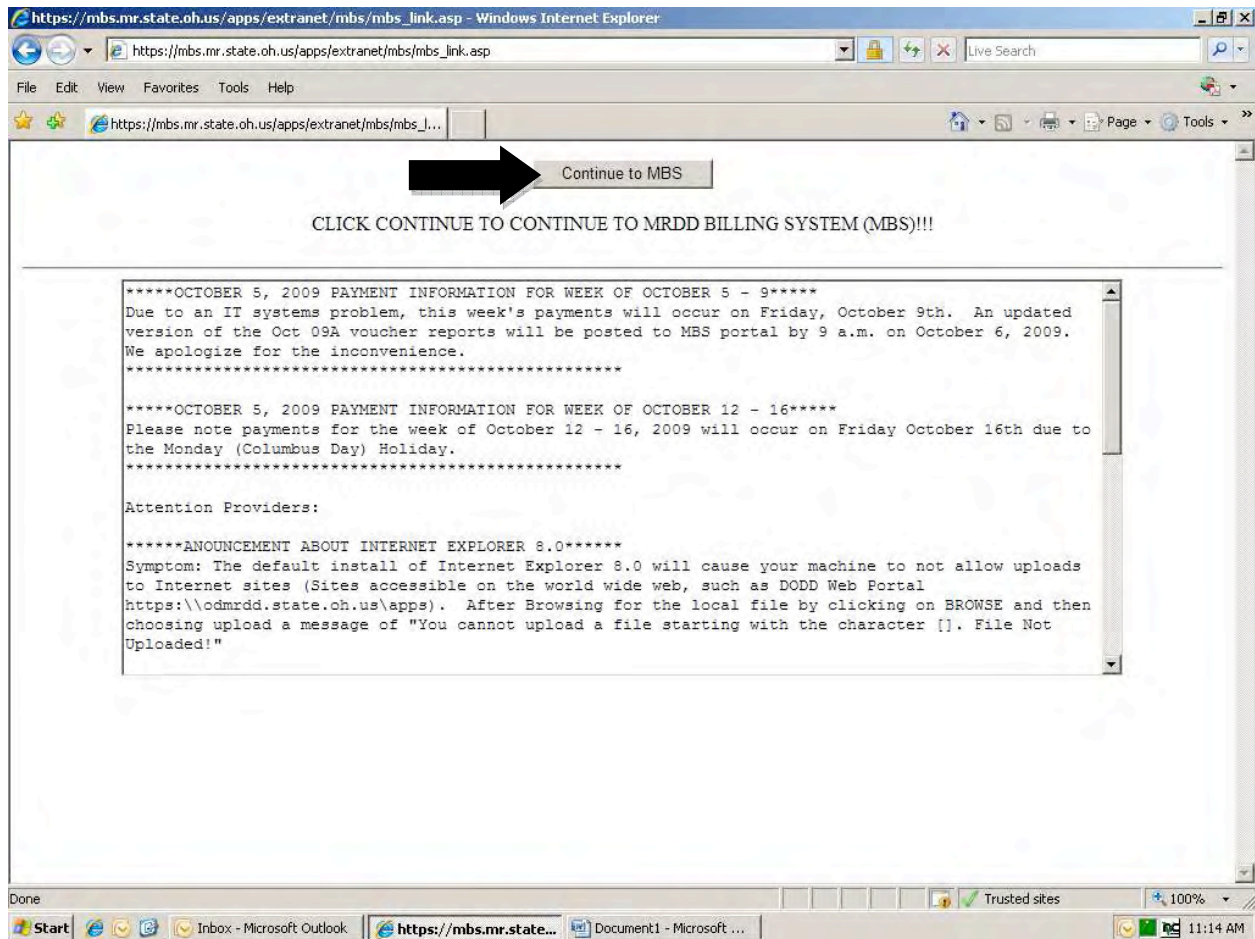 https://mbs.mr.state.oh.us/apps/extranet/mbs/mbs_link.asp - Windows Internet Explorer
https://mbs.mr.state.oh.us/apps/extranet/mbs/mbs_link.asp
Live Search
File Edit View Favorites Tools Help
https://mbs.mr.state.oh.us/apps/extranet/mbs/mbs_l...
Page Tools
Continue to MBS
CLICK CONTINUE TO CONTINUE TO MRDD BILLING SYSTEM (MBS)!!!
*****OCTOBER 5, 2009 PAYMENT INFORMATION FOR WEEK OF OCTOBER 5 - 9*****
Due to an IT systems problem, this week's payments will occur on Friday, October 9th. An updated
version of the Oct 09A voucher reports will be posted to MBS portal by 9 a.m. on October 6, 2009.
We apologize for the inconvenience.
***************************************************
*****OCTOBER 5, 2009 PAYMENT INFORMATION FOR WEEK OF OCTOBER 12 - 16*****
Please note payments for the week of October 12 - 16, 2009 will occur on Friday October 16th due to
the Monday (Columbus Day) Holiday.
***************************************************
Attention Providers:
******ANOUNCEMENT ABOUT INTERNET EXPLORER 8.0******
Symptom: The default install of Internet Explorer 8.0 will cause your machine to not allow uploads
to Internet sites (Sites accessible on the world wide web, such as DODD Web Portal
https:\\odmrdd.state.oh.us\apps). After Browsing for the local file by clicking on BROWSE and then
choosing upload a message of "You cannot upload a file starting with the character []. File Not
Uploaded!"
Done
Trusted sites
100%
Start
Inbox - Microsoft Outlook
https://mbs.mr.state...
Document1 - Microsoft ...
11:14 AM